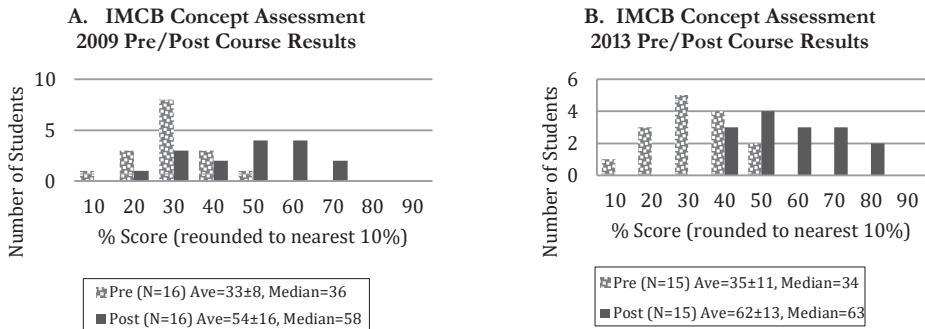 A. IMCB Concept Assessment
2009 Pre/Post Course Results
Number of Students
10
5
0
10 20 30 40 50 60 70 80 90
% Score (reounded to nearest 10%)
Pre (N=16) Ave=33±8, Median=36
Post (N=16) Ave=54±16, Median=58
B. IMCB Concept Assessment
2013 Pre/Post Course Results
Number of Students
6
4
2
0
10 20 30 40 50 60 70 80 90
% Score (rounded to nearest 10%)
Pre (N=15) Ave=35±11, Median=34
Post (N=15) Ave=62±13, Median=63